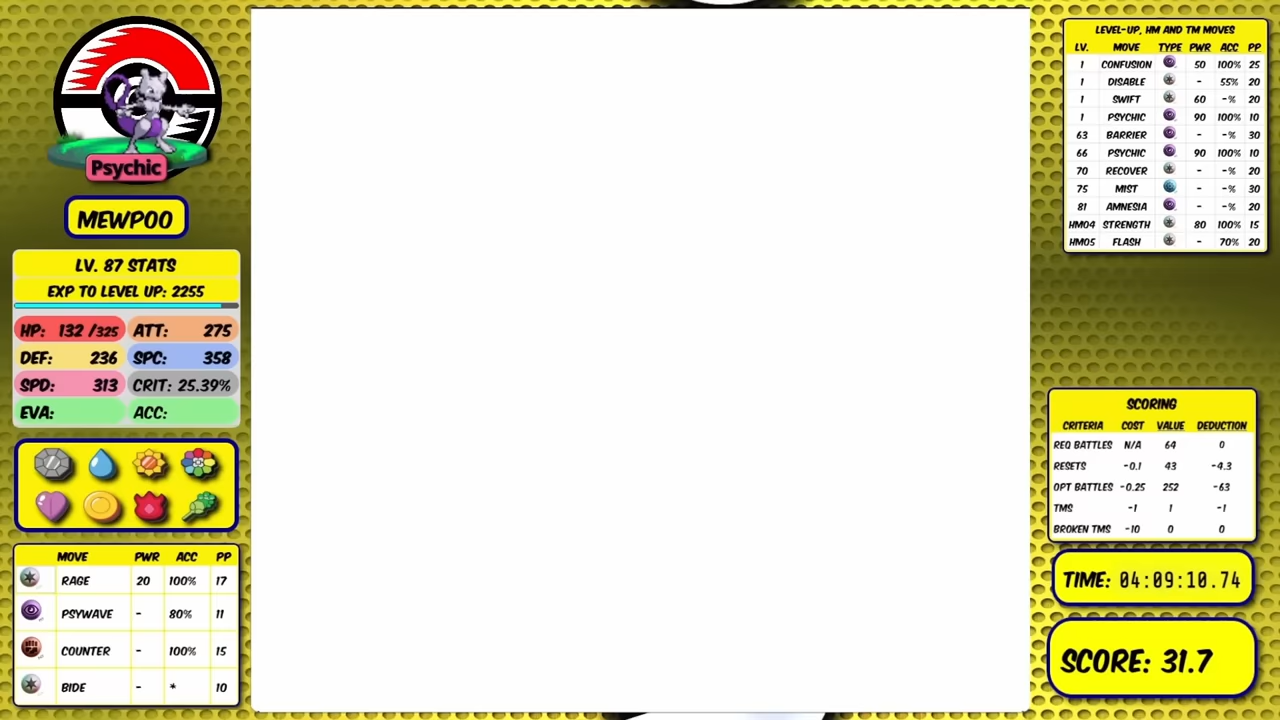 Psychic
MEWPOO
LV. 87 STATS
EXP TO LEVEL UP: 2255
HP: 132 /325 ATT: 275
DEF: 236 SPC: 358
SPD: 313 CRIT: 25.39%
EVA: ACC:
MOVE PWR ACC PP
RAGE 20 100% 17
PSYWAVE - 80% 11
COUNTER - 100% 15
BIDE - * 10
LEVEL-UP, HM AND TM MOVES
LV. MOVE TYPE PWR ACC PP
1 CONFUSION 50 100% 25
1 DISABLE - 55% 20
1 SWIFT 60 -% 20
1 PSYCHIC 90 100% 10
63 BARRIER - -% 30
66 PSYCHIC 90 100% 10
70 RECOVER - -% 20
75 MIST - -% 30
81 AMNESIA - -% 20
HM04 STRENGTH 80 100% 15
HM05 FLASH - 70% 20
SCORING
CRITERIA COST VALUE DEDUCTION
REQ BATTLES N/A 64 0
RESETS -0.1 43 -4.3
OPT BATTLES -0.25 252 -63
TMS -1 1 -1
BROKEN TMS -10 0 0
TIME: 04:09:10.74
SCORE: 31.7